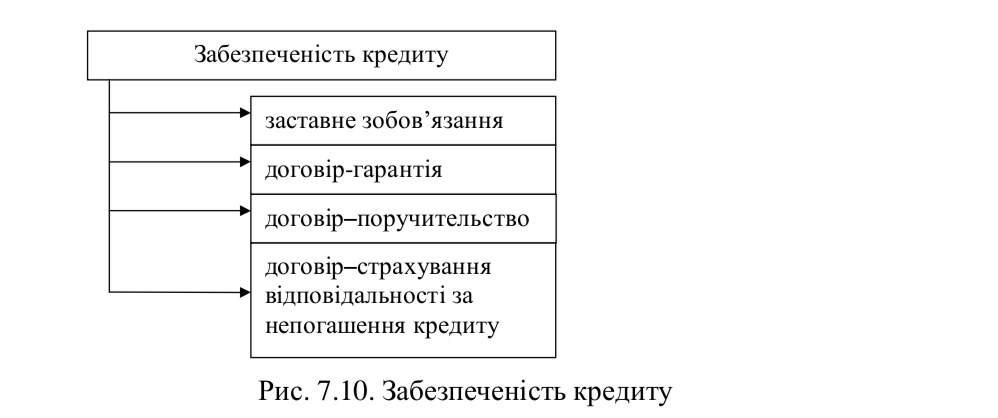 Забезпеченість кредиту
заставне зобов’язання
договір-гарантія
договір–поручительство
договір–страхування
відповідальності за
непогашення кредиту
Рис. 7.10. Забезпеченість кредиту